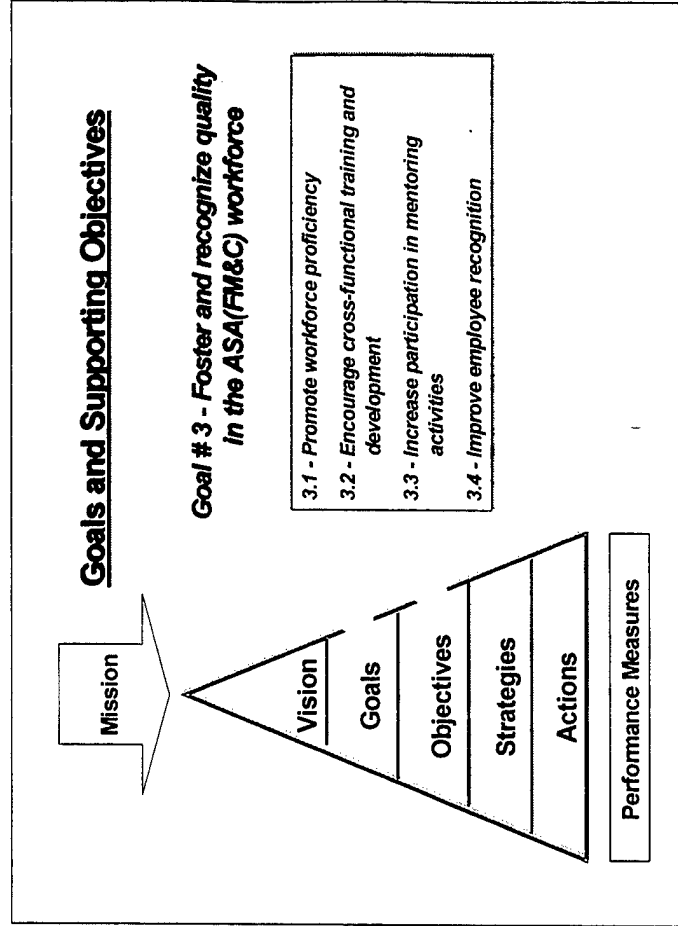 Goals and Supporting Objectives
Mission
Vision
Goals
Objectives
Strategies
Actions
Performance Measures
Goal # 3 - Foster and recognize quality
in the ASA(FM&C) workforce
3.1 - Promote workforce proficiency
3.2 - Encourage cross-functional training and
development
3.3 - Increase participation in mentoring
activities
3.4 - Improve employee recognition